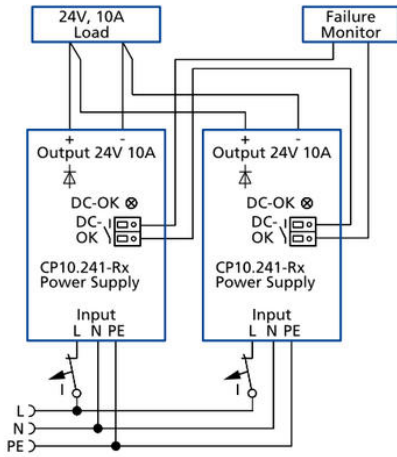 24V, 10A
Load
Failure
Monitor
+ -
Output 24V 10A
DC-OK
DC-
OK
I
CP10.241-Rx
Power Supply
Input
L N PE
I
+ -
Output 24V 10A
DC-OK
DC-
OK
I
CP10.241-Rx
Power Supply
Input
L N PE
I
L
N
PE